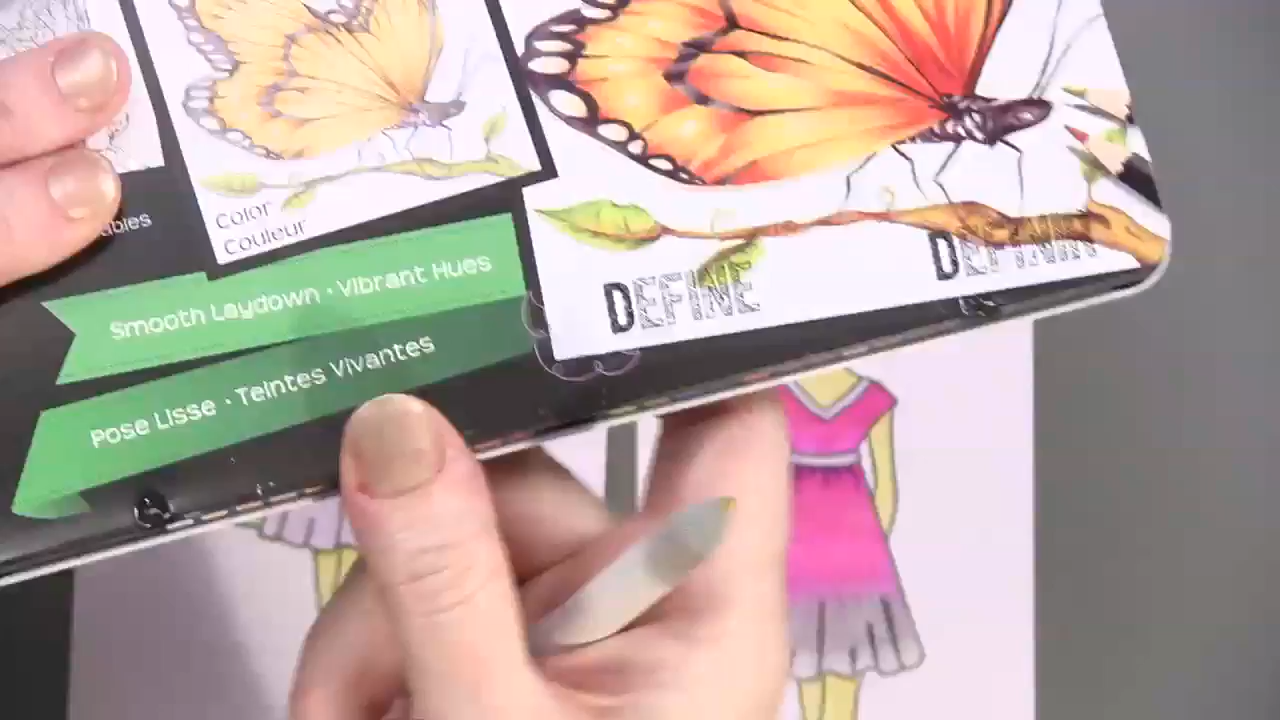 Color
Couleur
Smooth Laydown · Vibrant Hues
Pose Lisse · Teintes Vivantes
DEFINE